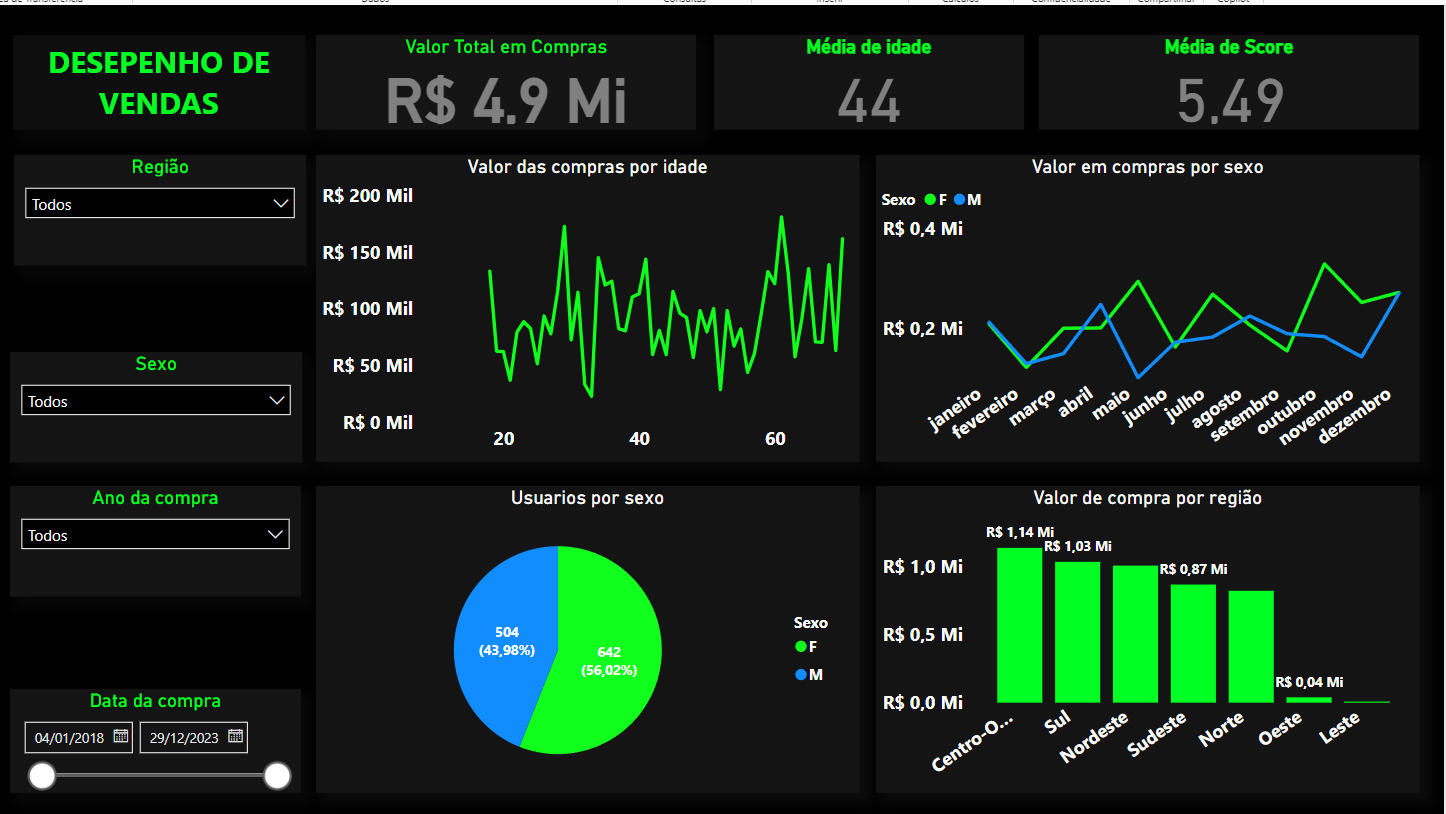 DESEPENHO DE
VENDAS
Valor Total em Compras
R$ 4,9 Mi
Média de idade
44
Média de Score
5,49
Região
Todos
Sexo
Todos
Ano da compra
Todos
Data da compra
04/01/2018
29/12/2023
Valor das compras por idade
R$ 200 Mil
R$ 150 Mil
R$ 100 Mil
R$ 50 Mil
R$ 0 Mil
20 40 60
Valor em compras por sexo
Sexo F M
R$ 0,4 Mi
R$ 0,2 Mi
janeiro
fevereiro
março
abril
maio
junho
julho
agosto
setembro
outubro
novembro
dezembro
Usuarios por sexo
504
(43,98%)
642
(56,02%)
Sexo
F
M
Valor de compra por região
R$ 1,14 Mi
R$ 1,03 Mi
R$ 0,87 Mi
R$ 0,04 Mi
R$ 1,0 Mi
R$ 0,5 Mi
R$ 0,0 Mi
Centro-O...
Sul
Nordeste
Sudeste
Norte
Oeste
Leste